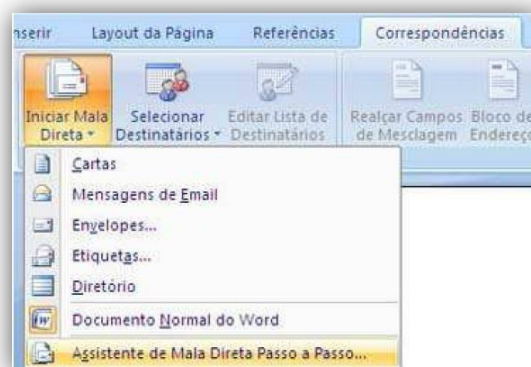 nserir Layout da Página Referências Correspondências
Iniciar Mala Selecionar Editar Lista de Realçar Campos Bloco de
Direta Destinatários Destinatários de Mesclagem Endereç
Cartas
Mensagens de Email
Envelopes...
Etiquetas...
Diretório
Documento Normal do Word
Assistente de Mala Direta Passo a Passo...